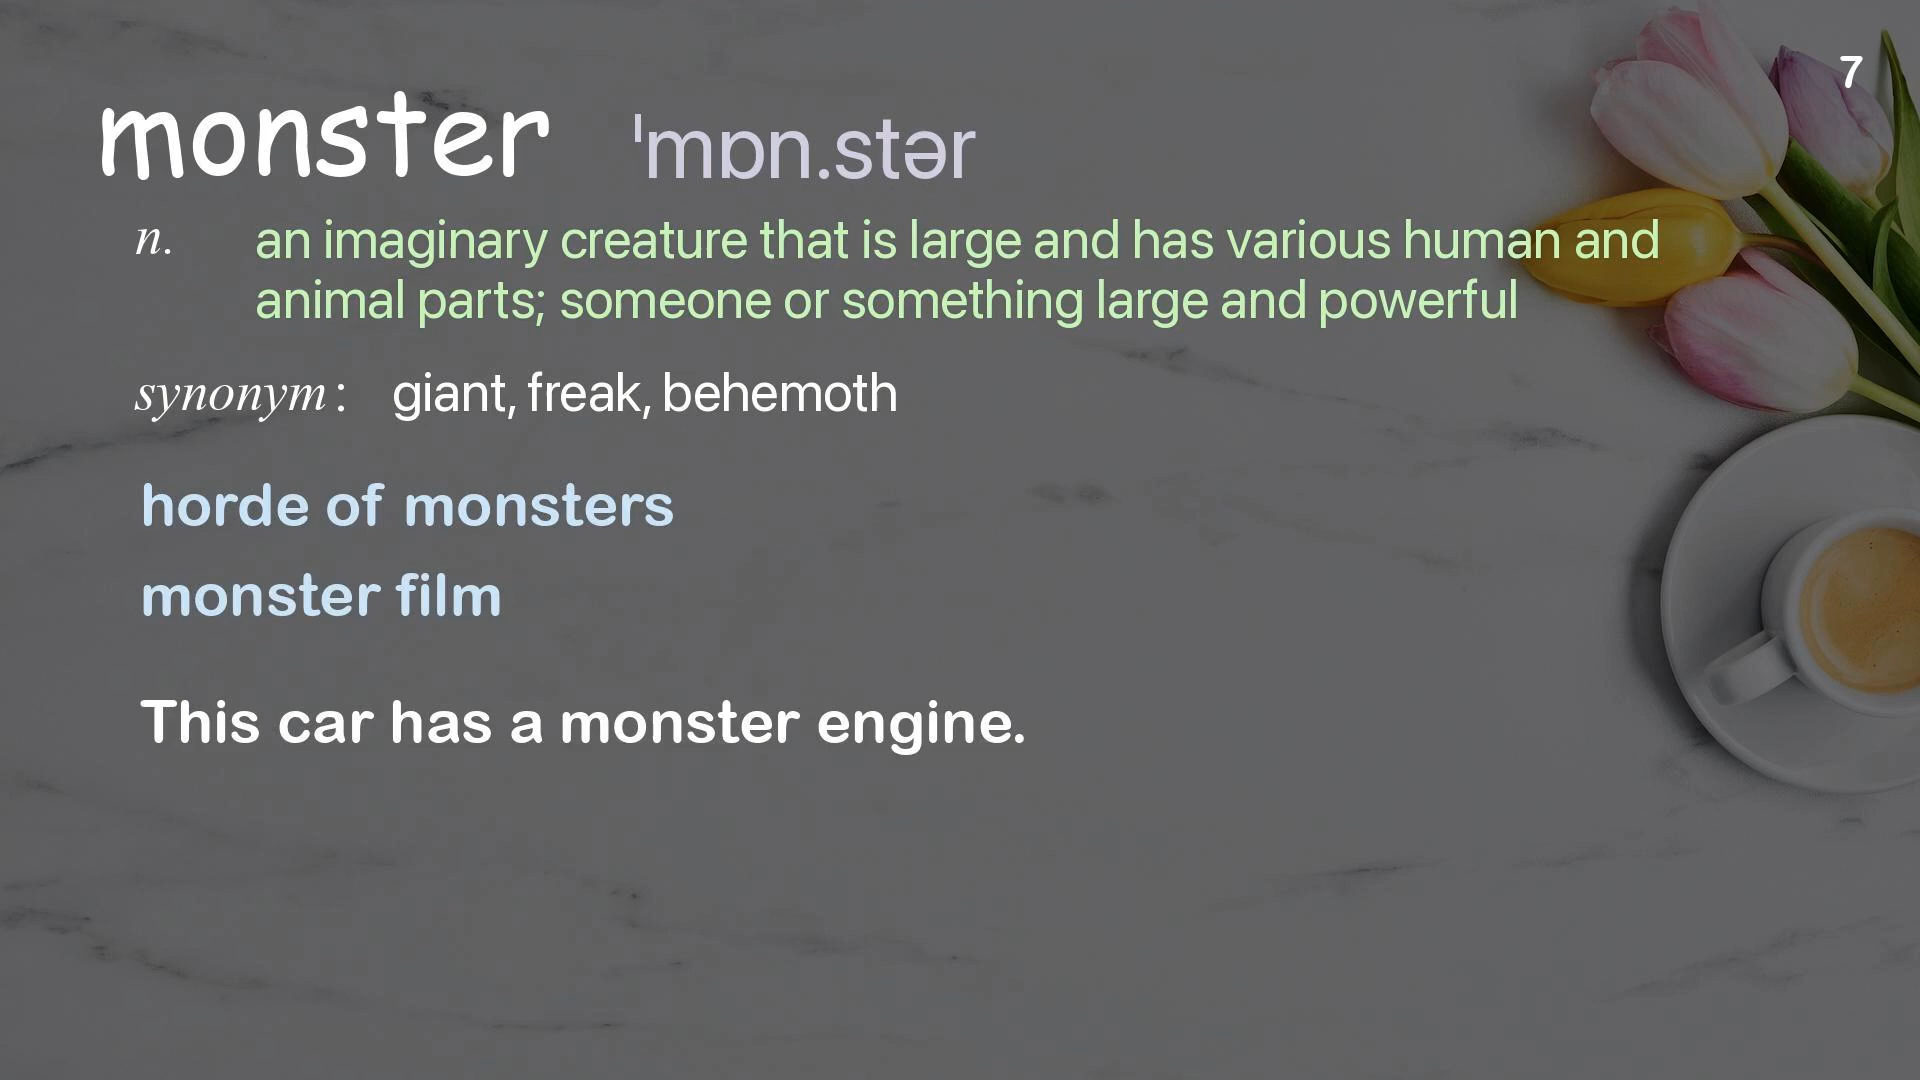 7
monster ˈmɒn.stər
n. an imaginary creature that is large and has various human and
animal parts; someone or something large and powerful
synonym: giant, freak, behemoth
horde of monsters
monster film
This car has a monster engine.